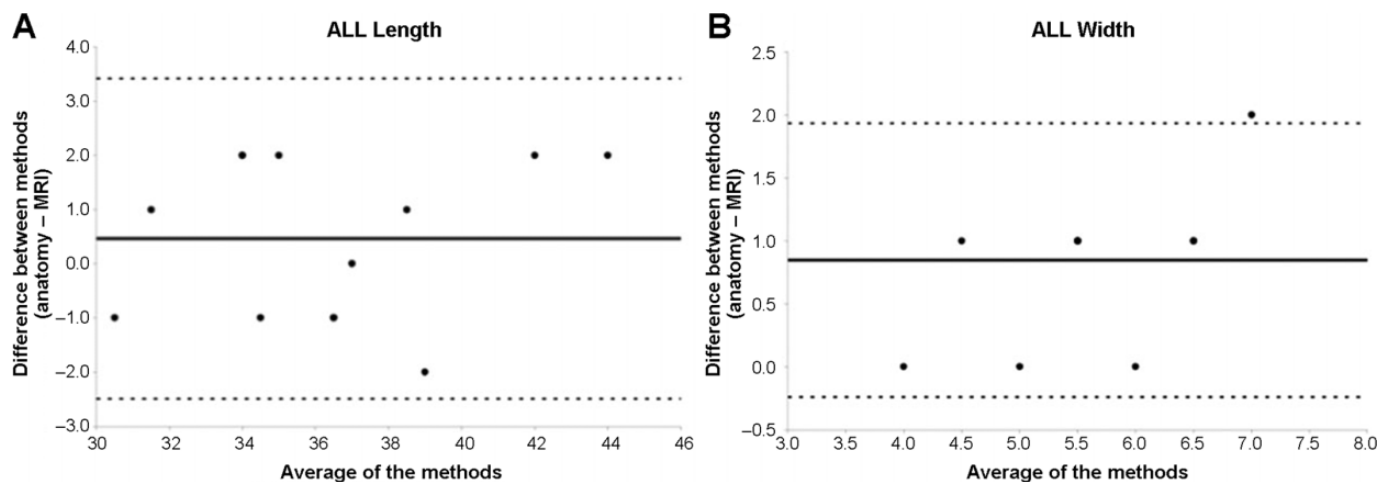 A
ALL Length
Difference between methods
(anatomy – MRI)
4.0
3.0
2.0
1.0
0.0
–1.0
–2.0
–3.0
30 32 34 36 38 40 42 44 46
Average of the methods
B
ALL Width
Difference between methods
(anatomy – MRI)
2.5
2.0
1.5
1.0
0.5
0.0
–0.5
3.0 3.5 4.0 4.5 5.0 5.5 6.0 6.5 7.0 7.5 8.0
Average of the methods